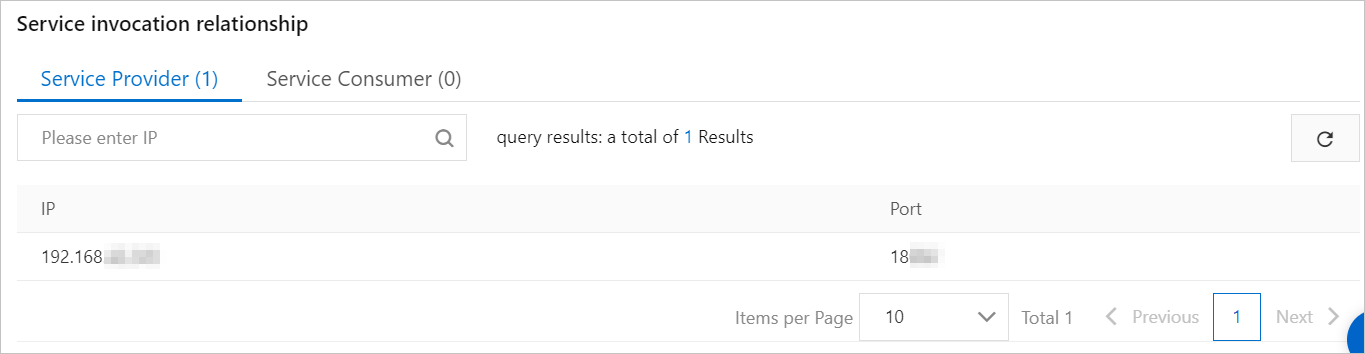 Service invocation relationship
Service Provider (1) Service Consumer (0)
Please enter IP query results: a total of 1 Results
IP Port
192.168 18
Items per Page 10 Total 1 Previous 1 Next